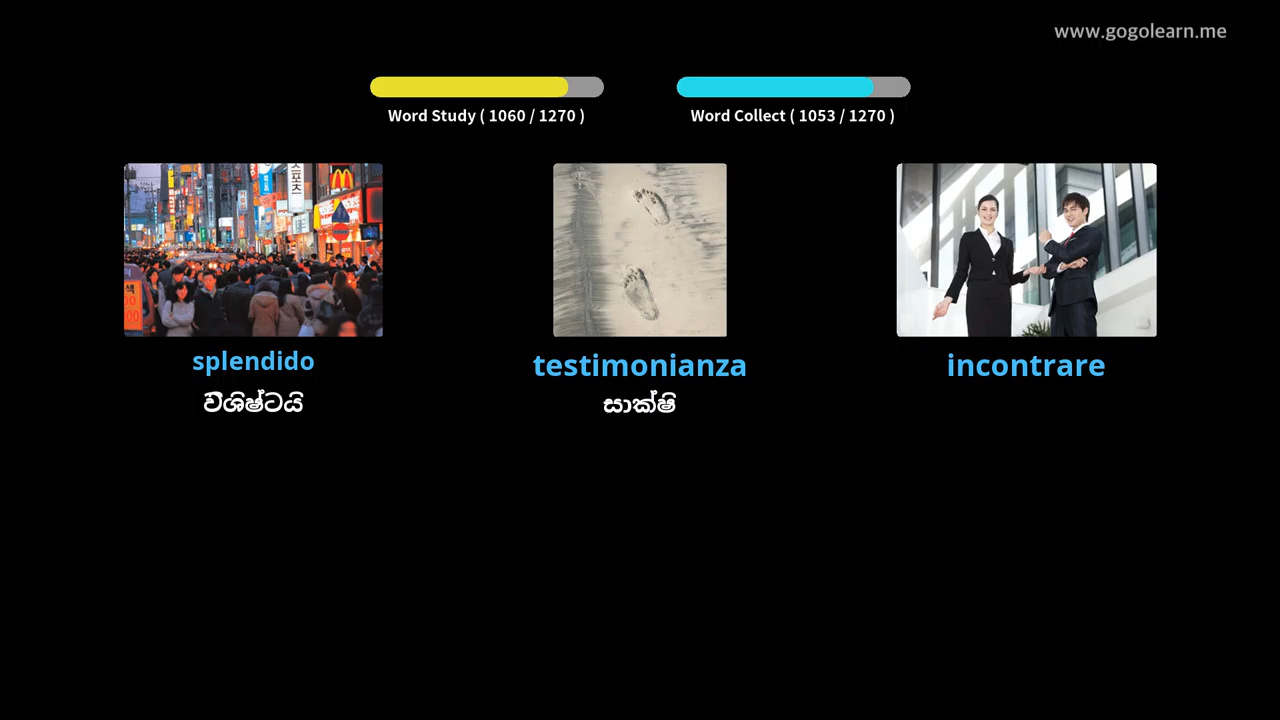 www.gogolearn.me
Word Study ( 1060 / 1270 )
Word Collect ( 1053 / 1270 )
splendido
විශිෂ්ටයි
testimonianza
සාක්ෂි
incontrare